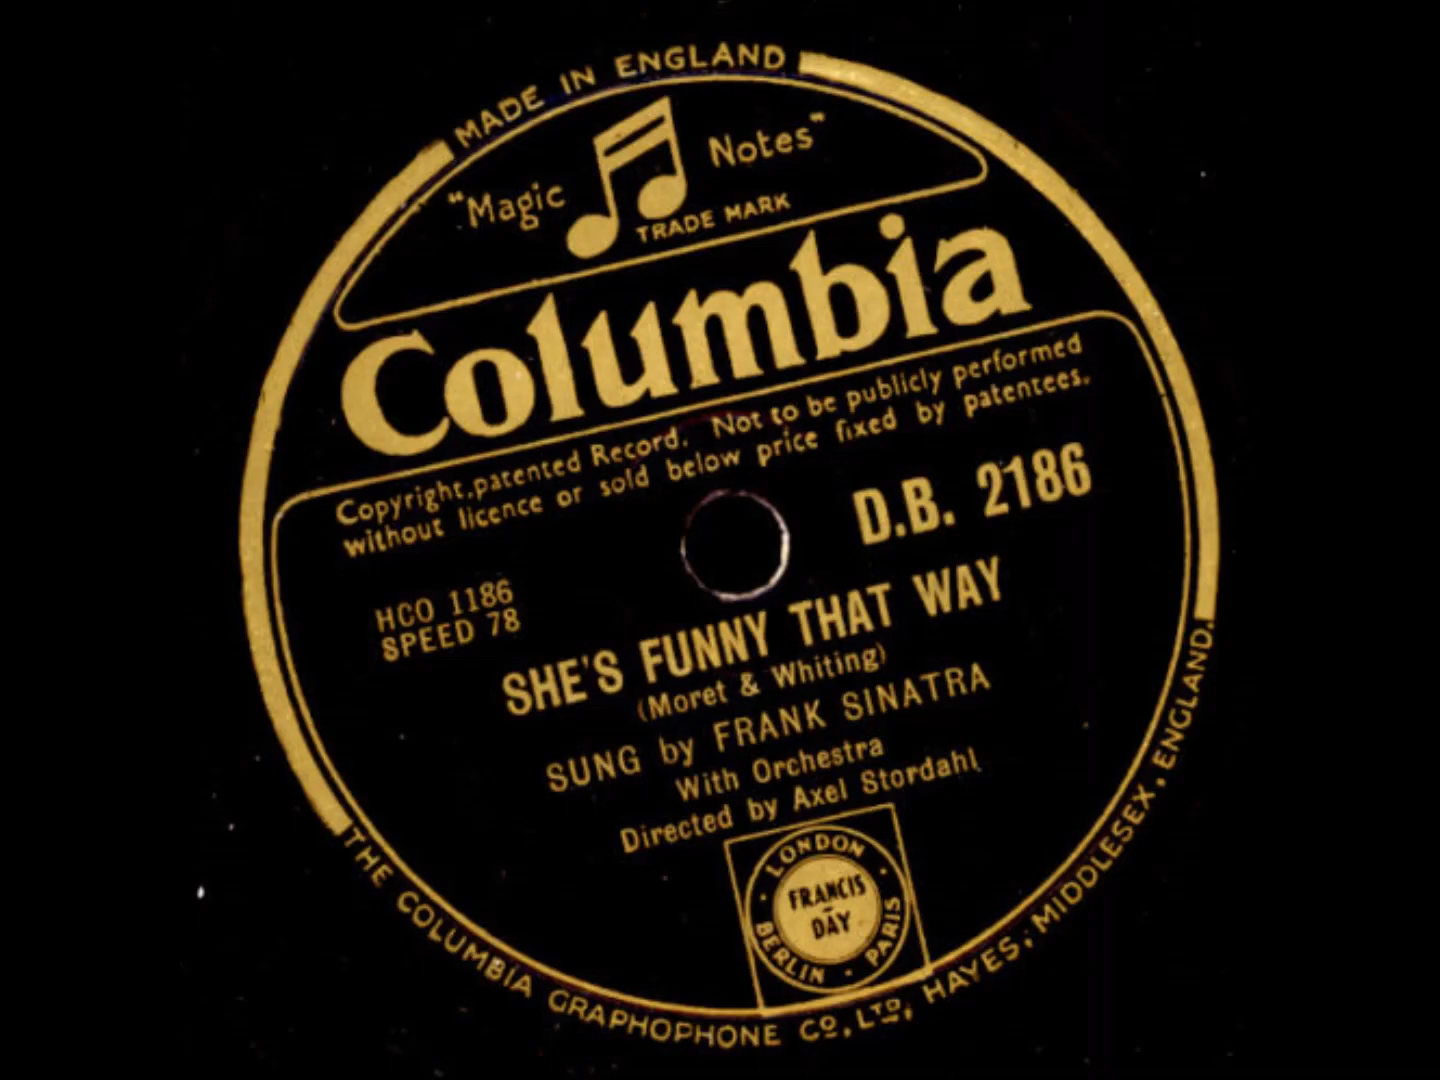 MADE IN ENGLAND
"Magic Notes"
TRADE MARK
Columbia
Copyright, patented Record. Not to be publicly performed
without licence or sold below price fixed by patentees.
D.B. 2186
HCO 1186
SPEED 78
SHE'S FUNNY THAT WAY
(Moret & Whiting)
SUNG by FRANK SINATRA
With Orchestra
Directed by Axel Stordahl
LONDON
FRANCIS-DAY
BERLIN · PARIS
THE COLUMBIA GRAPHOPHONE CO., LTD, HAYES, MIDDLESEX, ENGLAND.